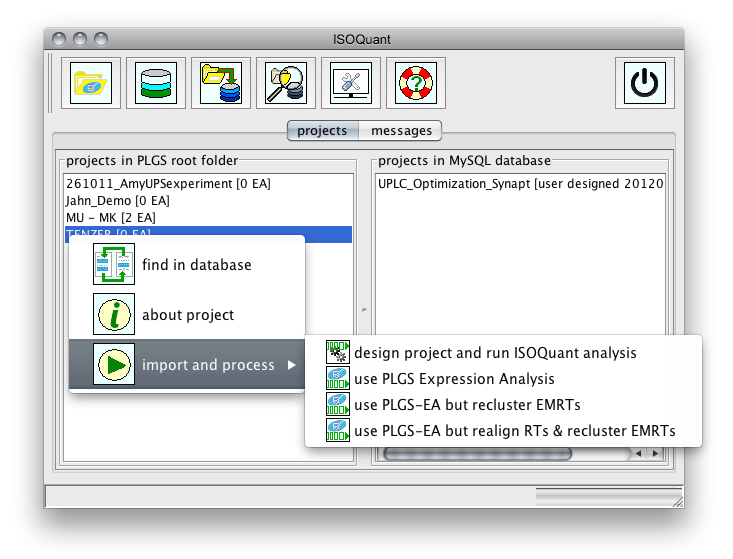 ISOQuant
projects messages
projects in PLGS root folder
261011_AmyUPSexperiment [0 EA]
Jahn_Demo [0 EA]
MU - MK [2 EA]
TENZER [0 EA]
find in database
about project
import and process
projects in MySQL database
UPLC_Optimization_Synapt [user designed 20120
design project and run ISOQuant analysis
use PLGS Expression Analysis
use PLGS-EA but recluster EMRTs
use PLGS-EA but realign RTs & recluster EMRTs